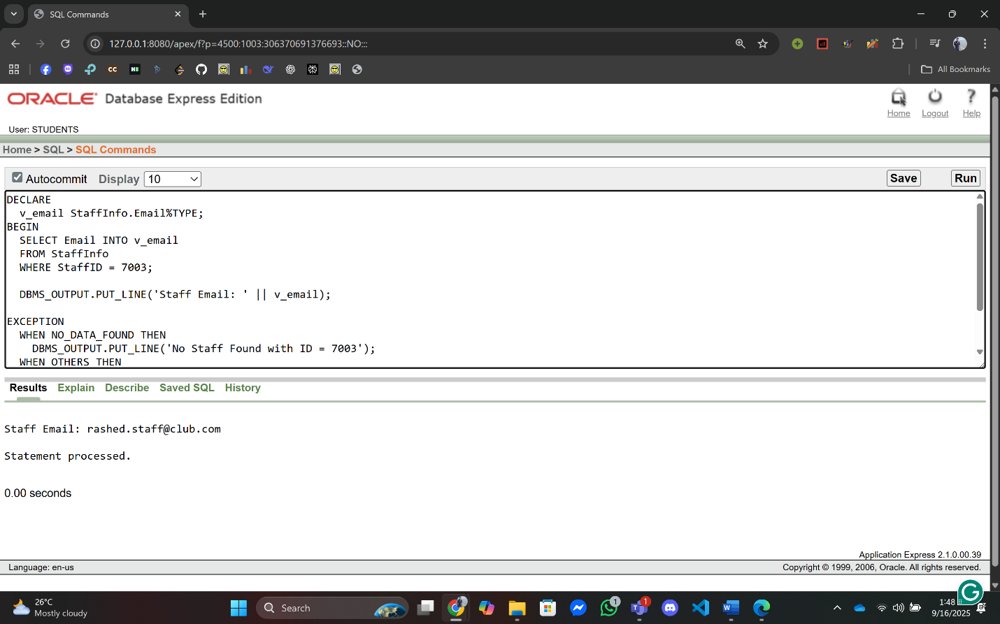 SQL Commands
127.0.0.1:8080/apex/f?p=4500:1003:306370691376693::NO:::
All Bookmarks
ORACLE Database Express Edition
Home Logout Help
User: STUDENTS
Home > SQL > SQL Commands
Autocommit Display 10 Save Run
DECLARE
v_email StaffInfo.Email%TYPE;
BEGIN
SELECT Email INTO v_email
FROM StaffInfo
WHERE StaffID = 7003;
DBMS_OUTPUT.PUT_LINE('Staff Email: ' || v_email);
EXCEPTION
WHEN NO_DATA_FOUND THEN
DBMS_OUTPUT.PUT_LINE('No Staff Found with ID = 7003');
WHEN OTHERS THEN
Results Explain Describe Saved SQL History
Staff Email: rashed.staff@club.com
Statement processed.
0.00 seconds
Application Express 2.1.0.00.39
Language: en-us Copyright © 1999, 2006, Oracle. All rights reserved.
26°C
Mostly cloudy
Search
1
1
1:48
9/16/2025